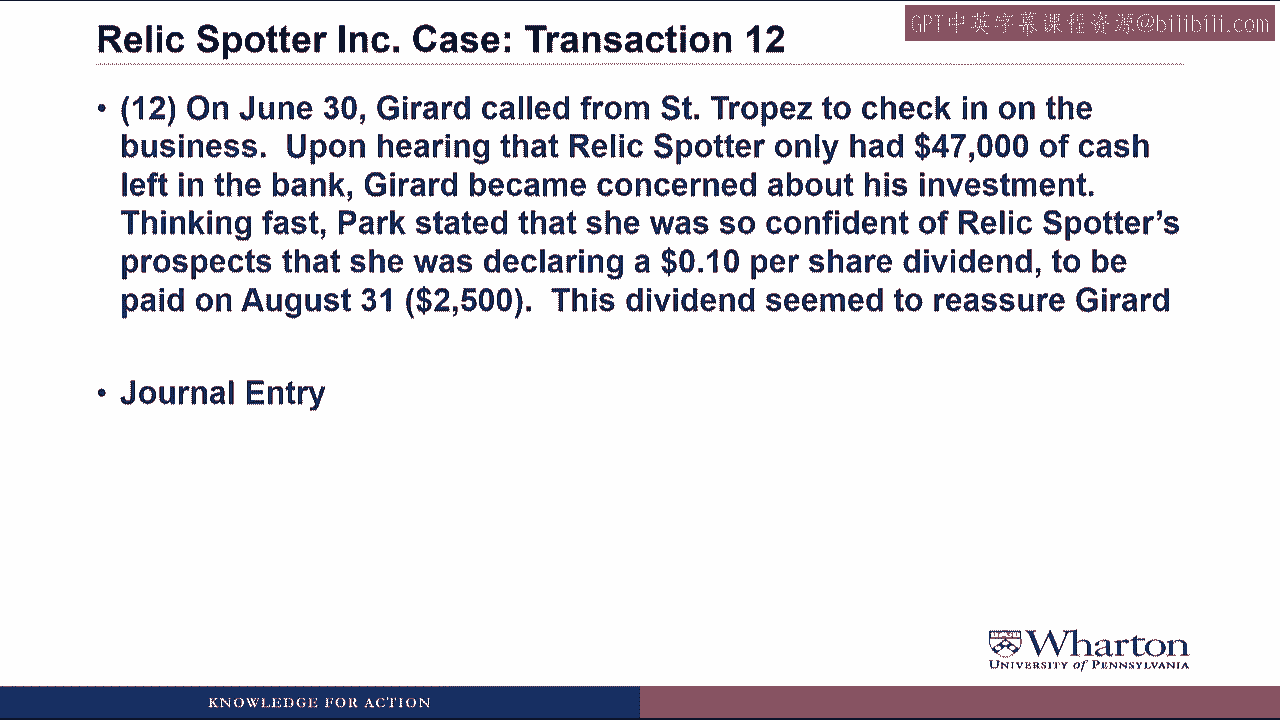 Relic Spotter Inc. Case: Transaction 12
GPT中英字幕课程资源@bilibili.com
• (12) On June 30, Girard called from St. Tropez to check in on the
business. Upon hearing that Relic Spotter only had $47,000 of cash
left in the bank, Girard became concerned about his investment.
Thinking fast, Park stated that she was so confident of Relic Spotter’s
prospects that she was declaring a $0.10 per share dividend, to be
paid on August 31 ($2,500). This dividend seemed to reassure Girard
• Journal Entry
Wharton
UNIVERSITY of PENNSYLVANIA
KNOWLEDGE FOR ACTION